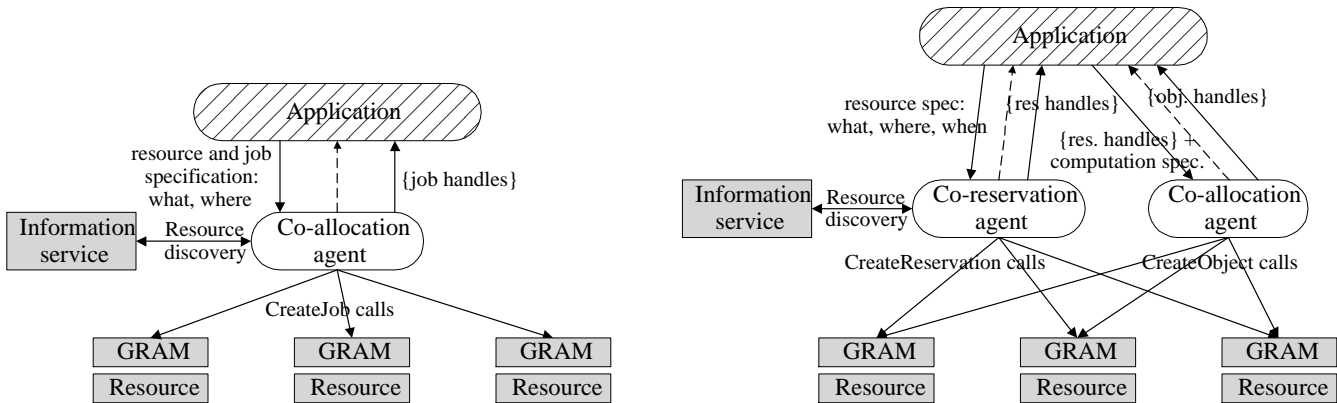 Application
resource and job
specification:
what, where
{job handles}
Information
service
Resource
discovery
Co-allocation
agent
CreateJob calls
GRAM
GRAM
GRAM
Resource
Resource
Resource
Application
resource spec:
what, where, when
{res handles}
{obj. handles}
{res. handles} +
computation spec.
Information
service
Resource
discovery
Co-reservation
agent
Co-allocation
agent
CreateReservation calls
CreateObject calls
GRAM
GRAM
GRAM
Resource
Resource
Resource